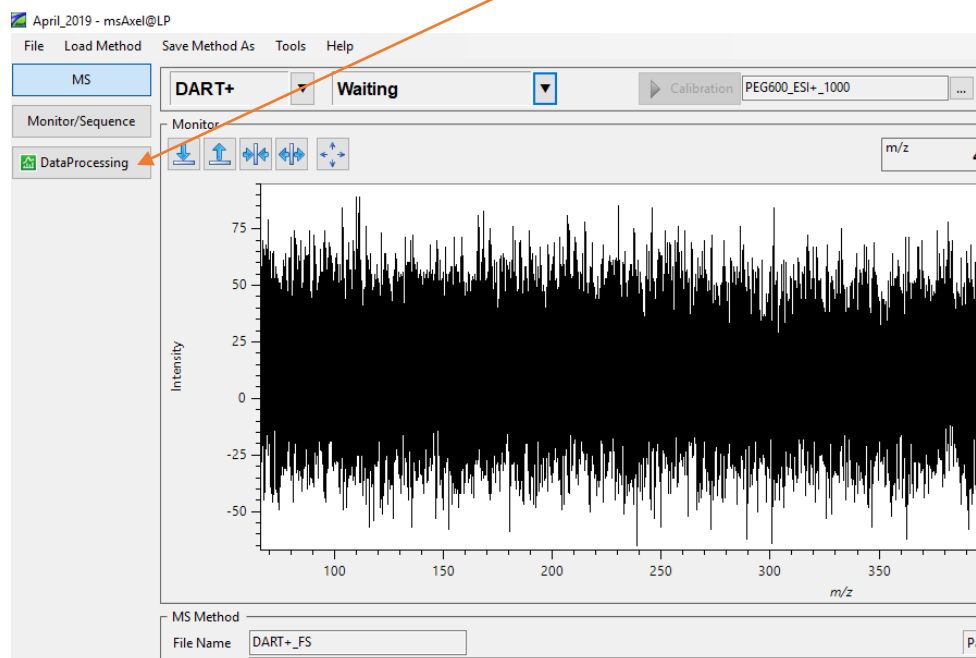 April_2019 - msAxel@LP
File Load Method Save Method As Tools Help
MS
DART+ Waiting Calibration PEG600_ESI+_1000 ...
Monitor/Sequence
Monitor
DataProcessing
m/z
75
50
25
0
-25
-50
Intensity
100 150 200 250 300 350
m/z
MS Method
File Name DART+_FS